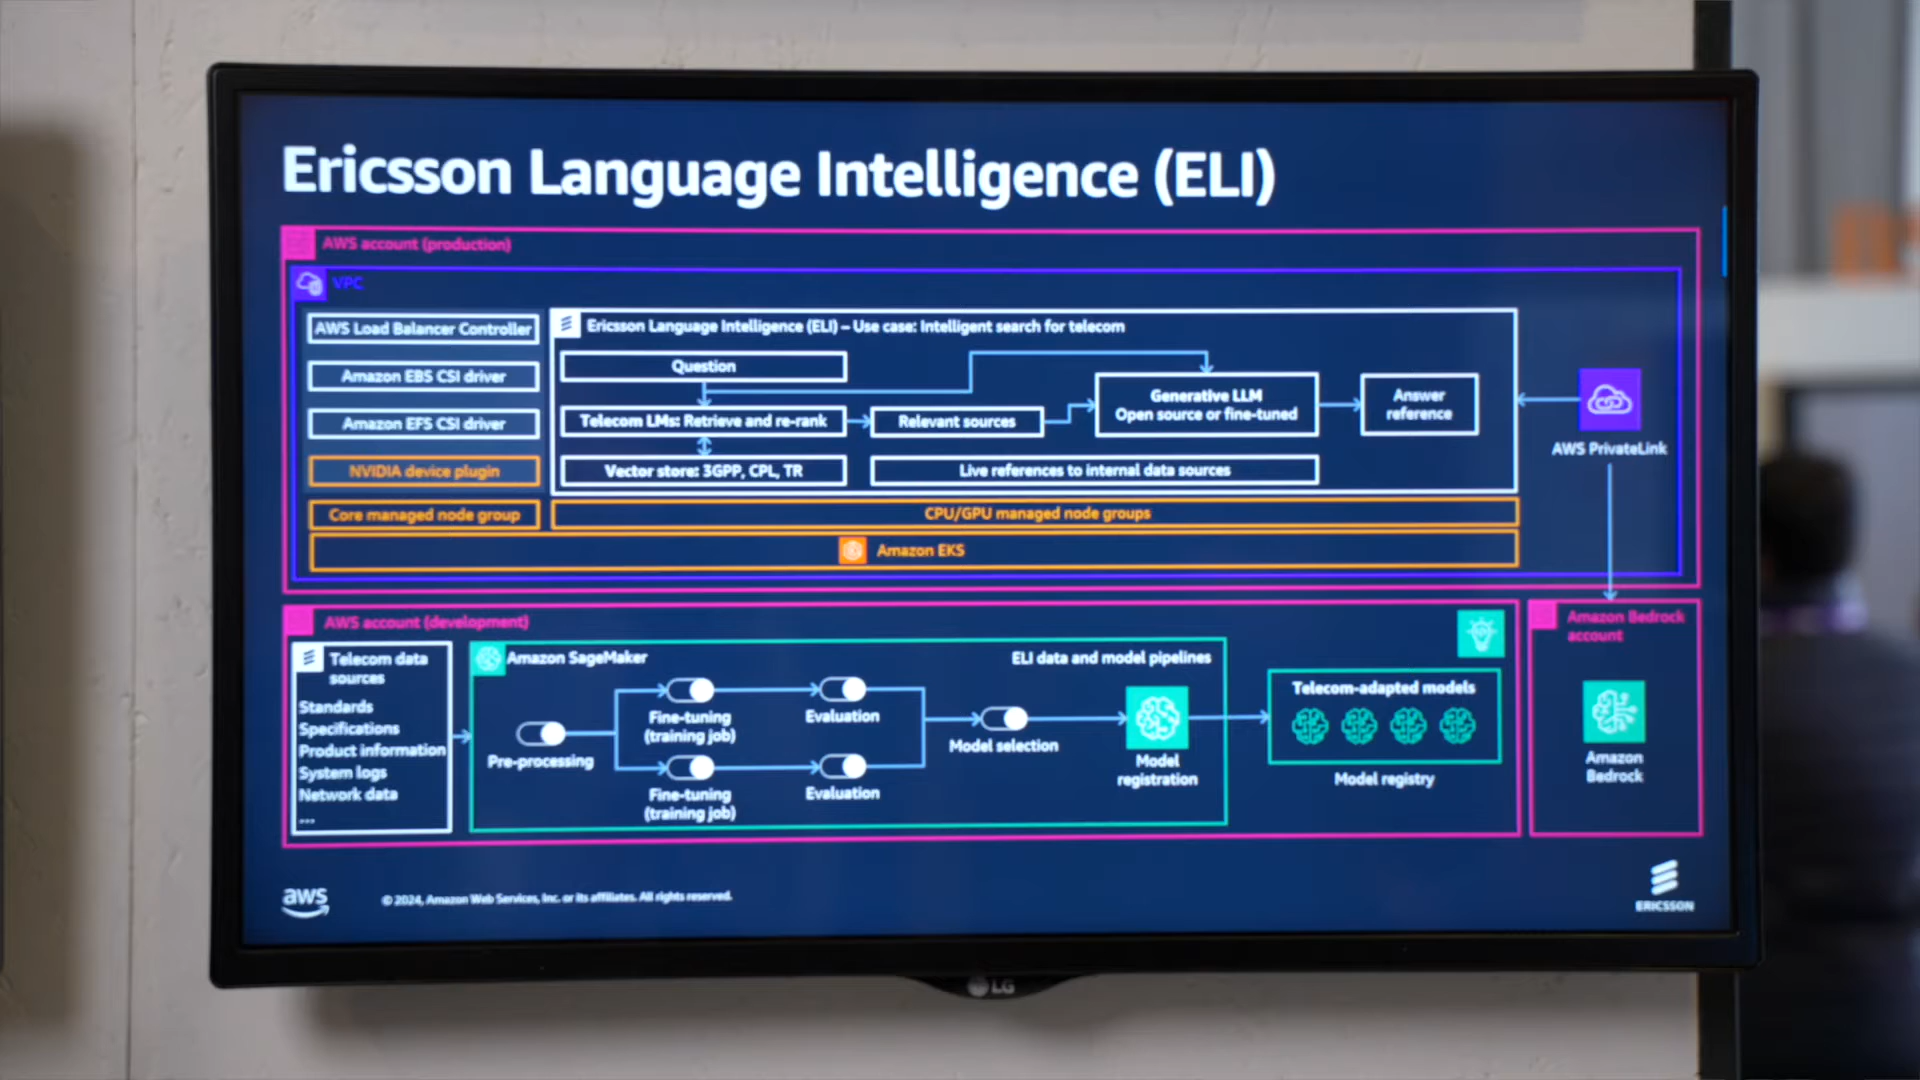 Ericsson Language Intelligence (ELI)
AWS account (production)
VPC
AWS Load Balancer Controller
Amazon EBS CSI driver
Amazon EFS CSI driver
NVIDIA device plugin
Core managed node group
Ericsson Language Intelligence (ELI) – Use case: Intelligent search for telecom
Question
Telecom LMs: Retrieve and re-rank
Vector store: 3GPP, CPL, TR
Relevant sources
Live references to internal data sources
Generative LLM
Open source or fine-tuned
Answer
reference
CPU/GPU managed node groups
Amazon EKS
AWS PrivateLink
AWS account (development)
Telecom data
sources
Standards
Specifications
Product information
System logs
Network data
...
Amazon SageMaker
ELI data and model pipelines
Pre-processing
Fine-tuning
(training job)
Evaluation
Fine-tuning
(training job)
Evaluation
Model selection
Model
registration
Telecom-adapted models
Model registry
Amazon Bedrock
account
Amazon
Bedrock
aws
© 2024, Amazon Web Services, Inc. or its affiliates. All rights reserved.
ERICSSON
LG